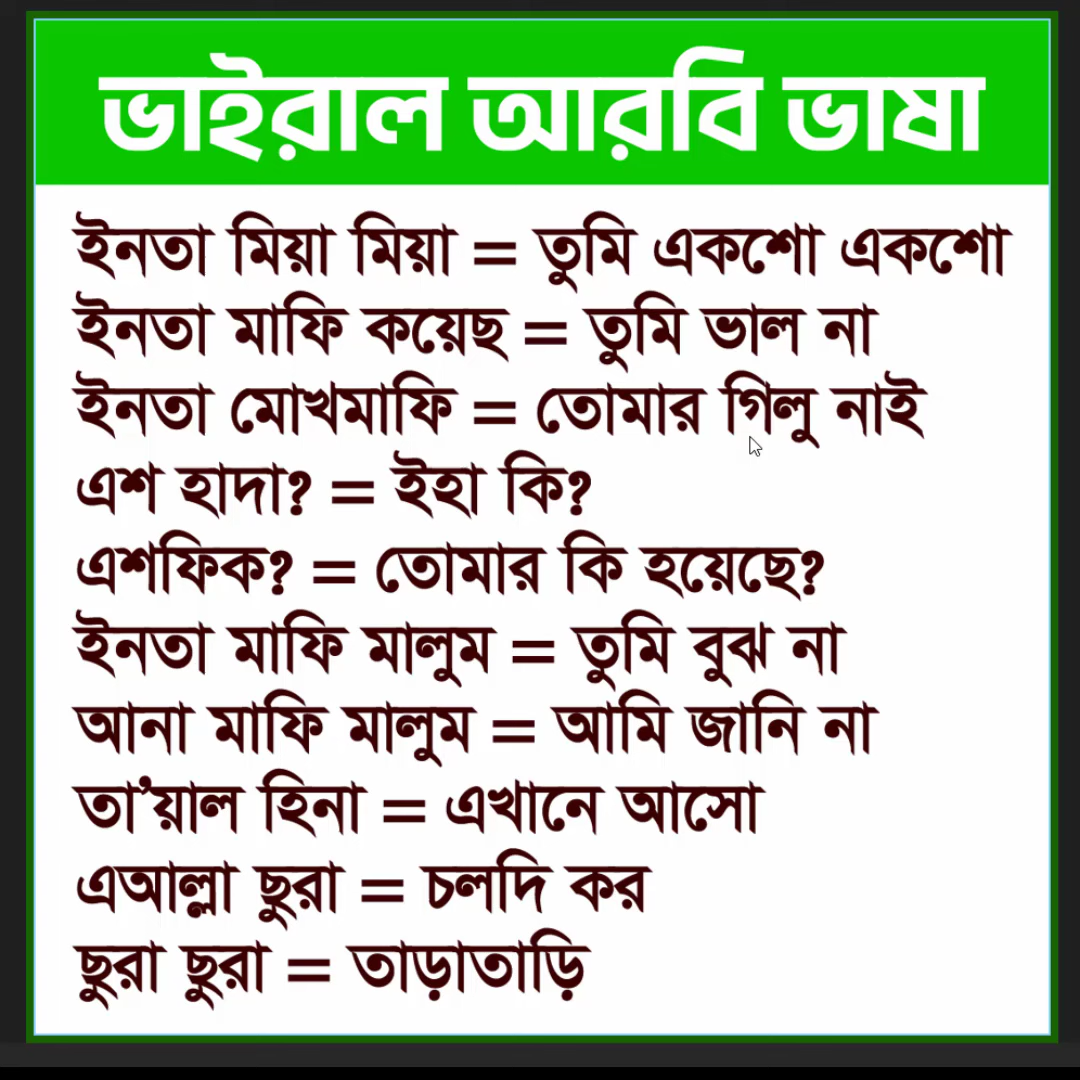 ভাইরাল আরবি ভাষা
ইনতা মিয়া মিয়া = তুমি একশো একশো
ইনতা মাফি কয়েছ = তুমি ভাল না
ইনতা মোখমাফি = তোমার গিলু নাই
এশ হাদা? = ইহা কি?
এশফিক? = তোমার কি হয়েছে?
ইনতা মাফি মালুম = তুমি বুঝ না
আনা মাফি মালুম = আমি জানি না
তা’য়াল হিনা = এখানে আসো
এআল্লা ছুরা = চলদি কর
ছুরা ছুরা = তাড়াতাড়ি